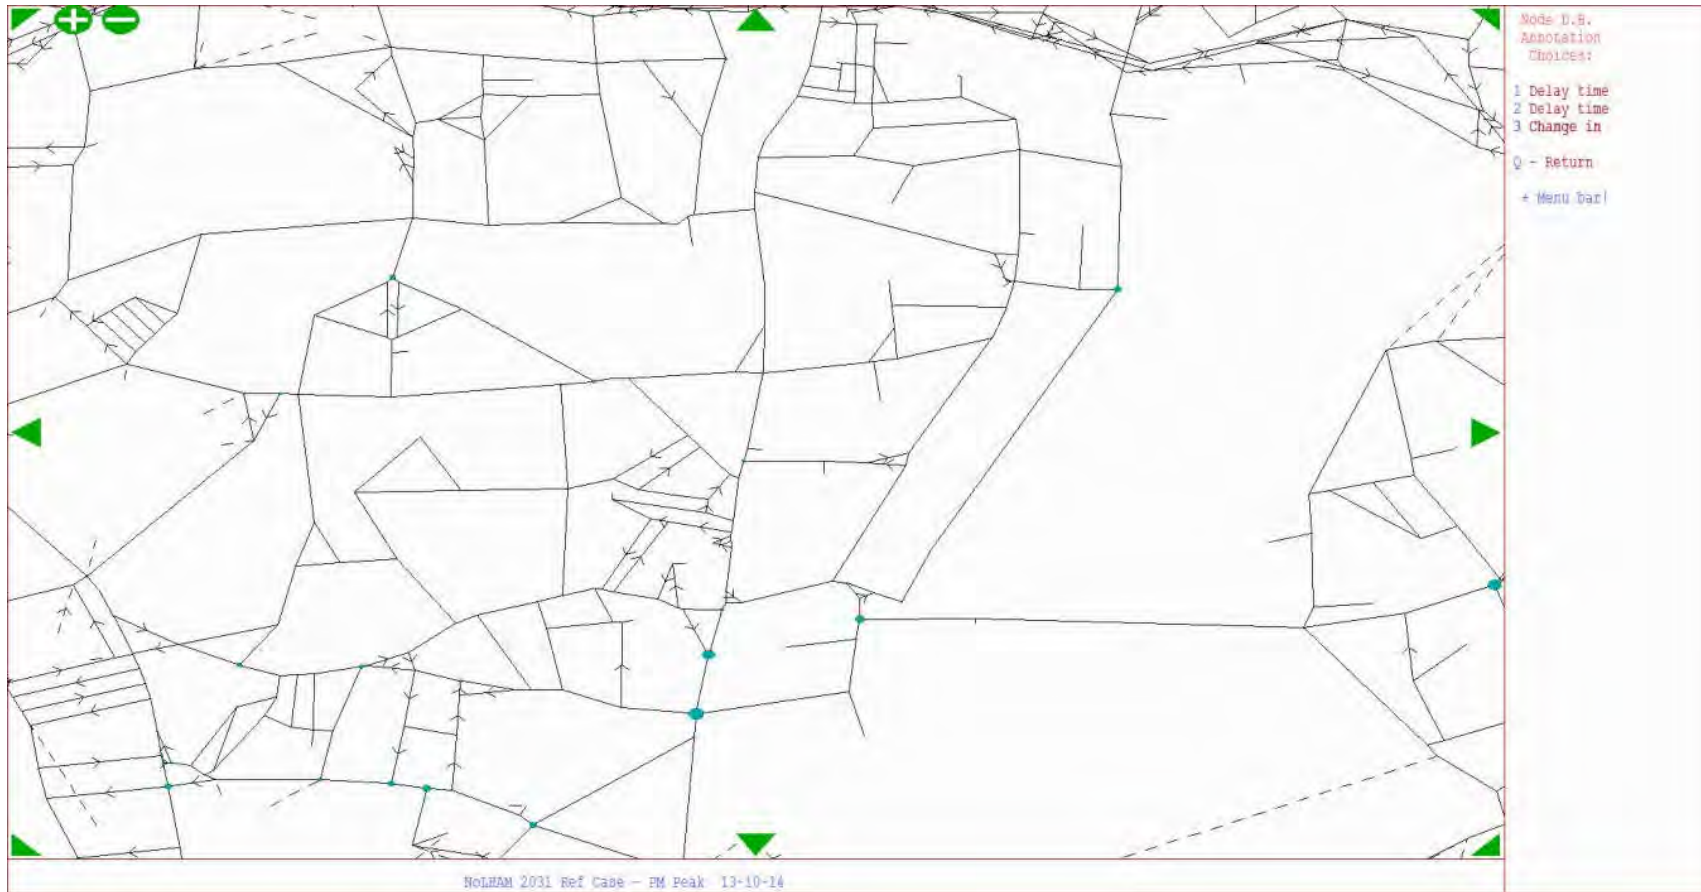 Node D.B.
Annotation
Choices:
1 Delay time
2 Delay time
3 Change in
Q - Return
+ Menu bar!
NoLHAM 2031 Ref Case - PM Peak 13-10-14